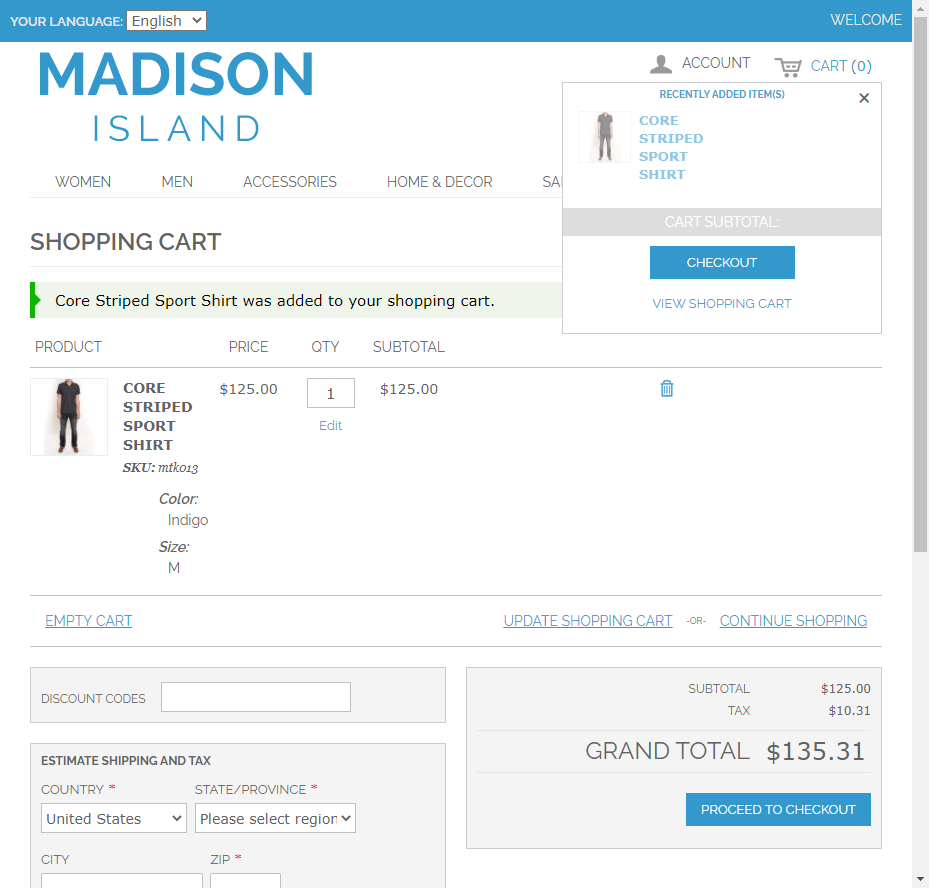 YOUR LANGUAGE: English
WELCOME
MADISON
ISLAND
ACCOUNT
CART (0)
RECENTLY ADDED ITEM(S)
×
CORE
STRIPED
SPORT
SHIRT
CART SUBTOTAL:
CHECKOUT
VIEW SHOPPING CART
WOMEN MEN ACCESSORIES HOME & DECOR
SHOPPING CART
Core Striped Sport Shirt was added to your shopping cart.
PRODUCT PRICE QTY SUBTOTAL
CORE
STRIPED
SPORT
SHIRT
$125.00 1 $125.00
Edit
SKU: mtk013
Color:
Indigo
Size:
M
EMPTY CART UPDATE SHOPPING CART -OR- CONTINUE SHOPPING
DISCOUNT CODES
ESTIMATE SHIPPING AND TAX
COUNTRY * STATE/PROVINCE *
United States Please select region
CITY ZIP *
SUBTOTAL $125.00
TAX $10.31
GRAND TOTAL $135.31
PROCEED TO CHECKOUT